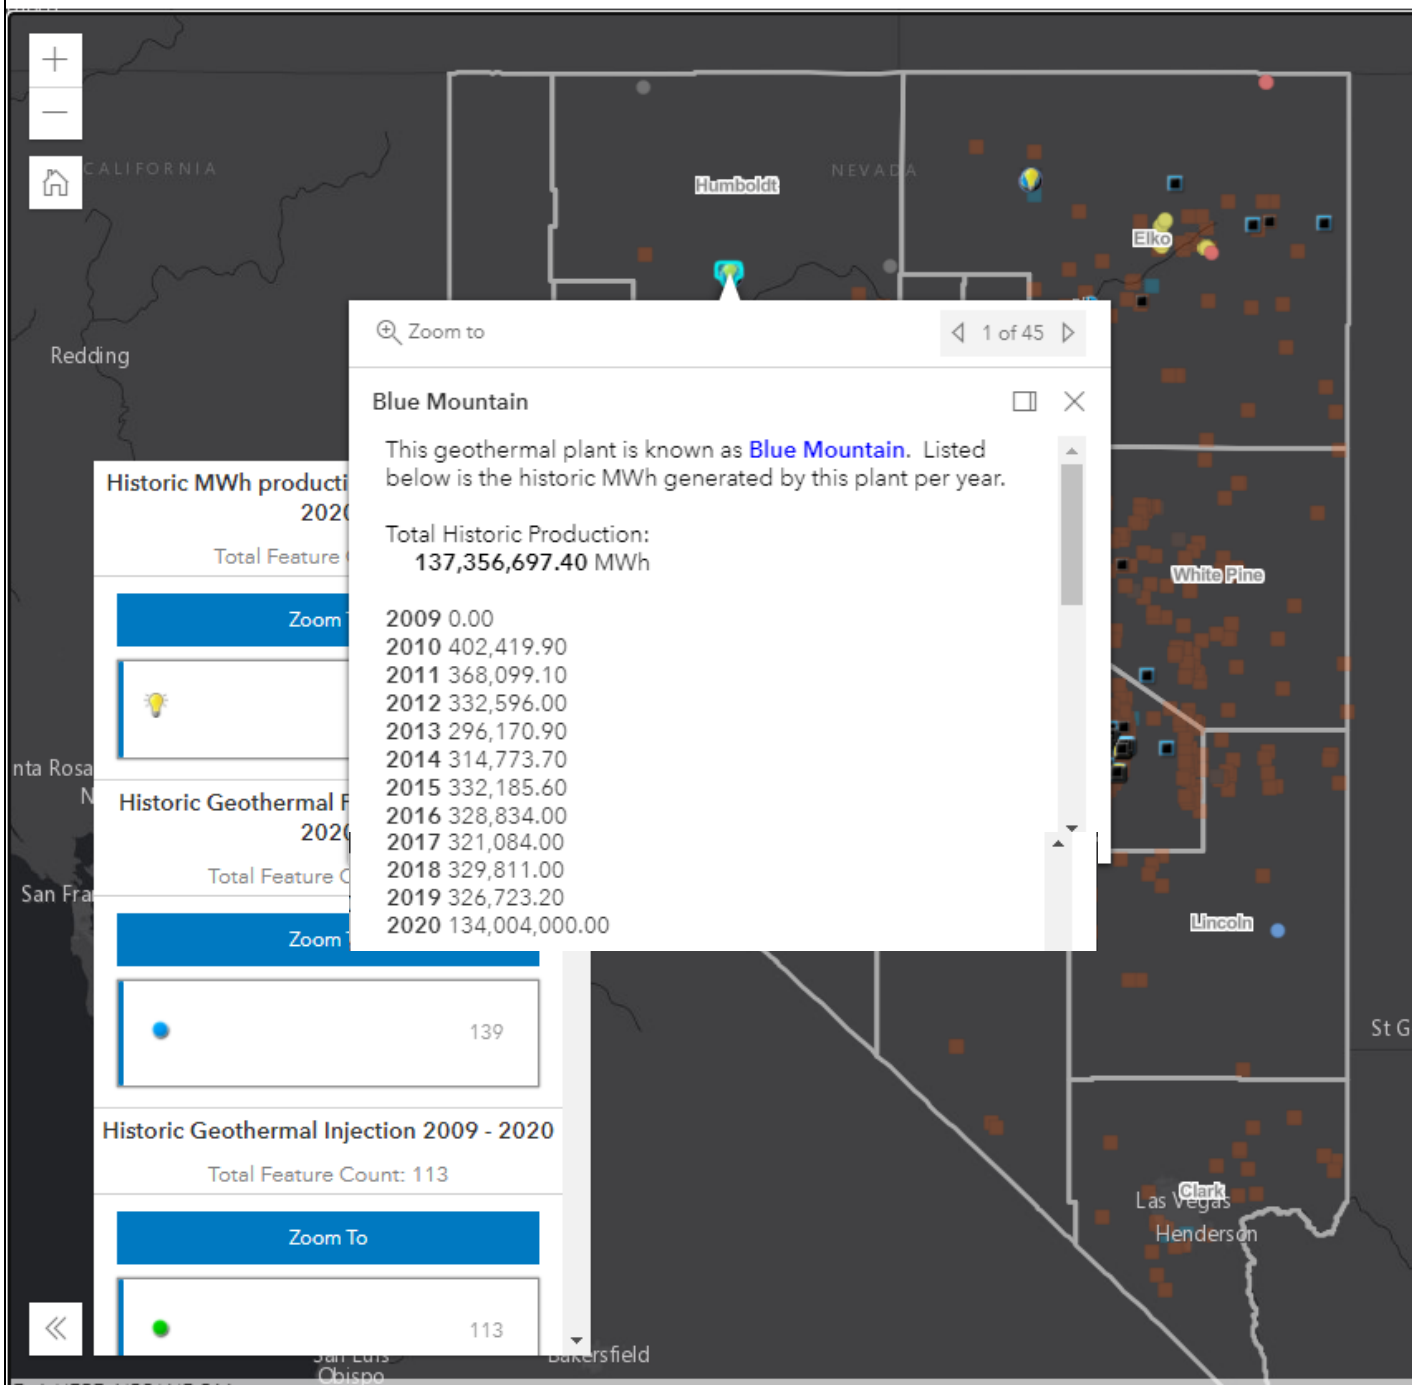 CALIFORNIA
NEVADA
Humboldt
Elko
Redding
Zoom to
1 of 45
Blue Mountain
This geothermal plant is known as Blue Mountain. Listed
below is the historic MWh generated by this plant per year.
Total Historic Production:
137,356,697.40 MWh
2009 0.00
2010 402,419.90
2011 368,099.10
2012 332,596.00
2013 296,170.90
2014 314,773.70
2015 332,185.60
2016 328,834.00
2017 321,084.00
2018 329,811.00
2019 326,723.20
2020 134,004,000.00
Historic MWh producti
202
Total Feature
Zoom
Historic Geothermal F
202
Total Feature
Zoom
139
Historic Geothermal Injection 2009 - 2020
Total Feature Count: 113
Zoom To
113
White Pine
nta Rosa
N
San Fra
Lincoln
St G
Clark
Las Vegas
Henderson
San Luis
Obispo
Bakersfield